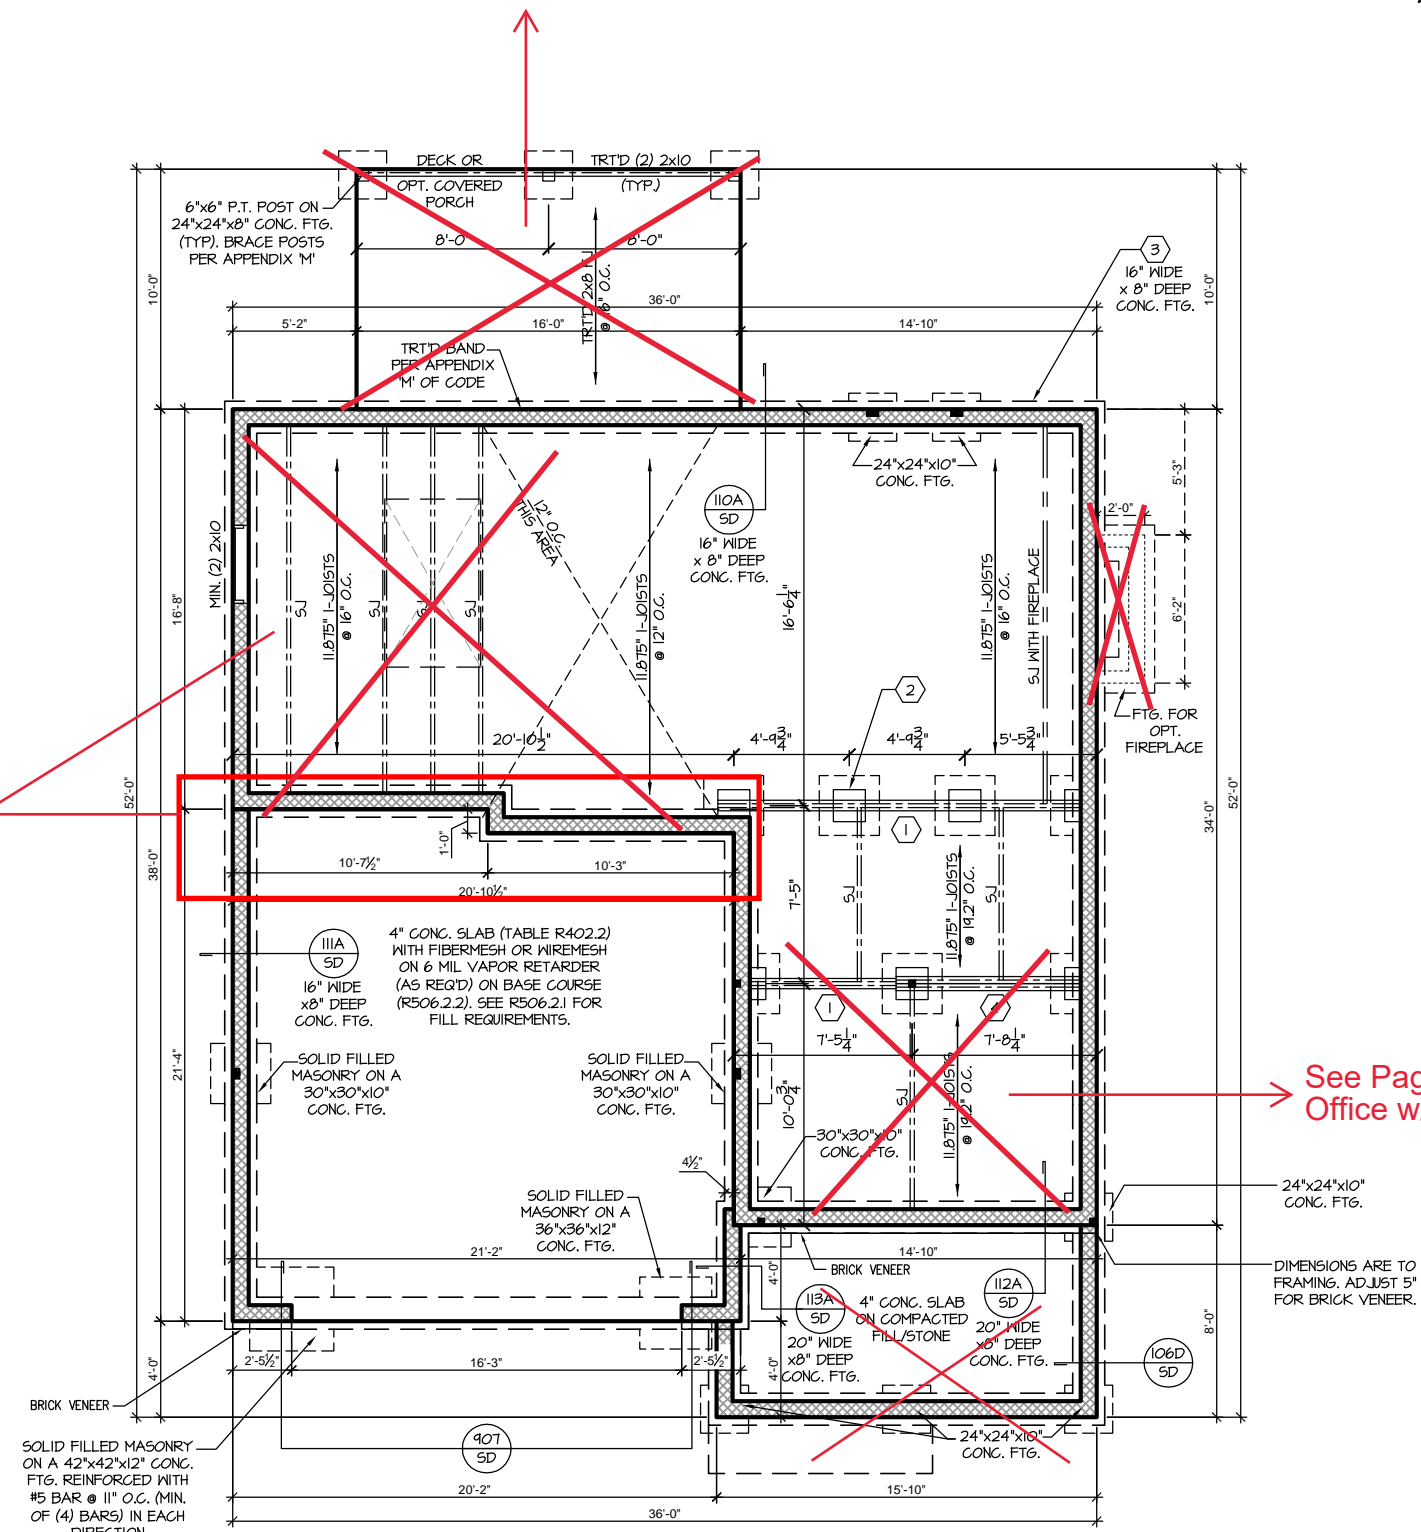 DECK OR
OPT. COVERED
PORCH
TRT'D (2) 2x10
(TYP.)
6"x6" P.T. POST ON
24"x24"x8" CONC. FTG.
(TYP). BRACE POSTS
PER APPENDIX 'M'
8'-0"
8'-0"
TRT'D 2x8 FJ
@ 16" O.C.
3
16" WIDE
x 8" DEEP
CONC. FTG.
10'-0"
10'-0"
36'-0"
5'-2"
16'-0"
14'-10"
TRT'D BAND
PER APPENDIX
'M' OF CODE
24"x24"x10"
CONC. FTG.
5'-3"
2'-0"
6'-2"
MIN. (2) 2x10
12" O.C.
THIS AREA
110A
SD
16" WIDE
x 8" DEEP
CONC. FTG.
SJ
SJ
SJ
11.875" I-JOISTS
@ 16" O.C.
11.875" I-JOISTS
@ 12" O.C.
16'-6 1/4"
11.875" I-JOISTS
@ 16" O.C.
SJ WITH FIREPLACE
16'-8"
2
FTG. FOR
OPT.
FIREPLACE
20'-10 1/2"
4'-9 3/4"
4'-9 3/4"
5'-5 3/4"
52'-0"
52'-0"
38'-0"
34'-0"
1'-0"
1
10'-7½"
10'-3"
20'-10½"
7'-5"
SJ
11.875" I-JOISTS
@ 19.2" O.C.
SJ
111A
SD
16" WIDE
x8" DEEP
CONC. FTG.
4" CONC. SLAB (TABLE R402.2)
WITH FIBERMESH OR WIREMESH
ON 6 MIL VAPOR RETARDER
(AS REQ'D) ON BASE COURSE
(R506.2.2). SEE R506.2.1 FOR
FILL REQUIREMENTS.
1
7'-5 1/4"
7'-8 1/4"
21'-4"
SOLID FILLED
MASONRY ON A
30"x30"x10"
CONC. FTG.
SOLID FILLED
MASONRY ON A
30"x30"x10"
CONC. FTG.
10'-0 3/4"
SJ
11.875" I-JOISTS
@ 19.2" O.C.
See Pag
Office w
30"x30"x10"
CONC. FTG.
4½"
SOLID FILLED
MASONRY ON A
36"x36"x12"
CONC. FTG.
24"x24"x10"
CONC. FTG.
21'-2"
14'-10"
4'-0"
BRICK VENEER
DIMENSIONS ARE TO
FRAMING. ADJUST 5"
FOR BRICK VENEER.
113A
SD
4" CONC. SLAB
ON COMPACTED
FILL/STONE
112A
SD
20" WIDE
x8" DEEP
CONC. FTG.
20" WIDE
x8" DEEP
CONC. FTG.
106D
SD
8'-0"
4'-0"
2'-5½"
16'-3"
2'-5½"
4'-0"
BRICK VENEER
907
SD
24"x24"x10"
CONC. FTG.
SOLID FILLED MASONRY
ON A 42"x42"x12" CONC.
FTG. REINFORCED WITH
#5 BAR @ 11" O.C. (MIN.
OF (4) BARS) IN EACH
DIRECTION
20'-2"
15'-10"
36'-0"